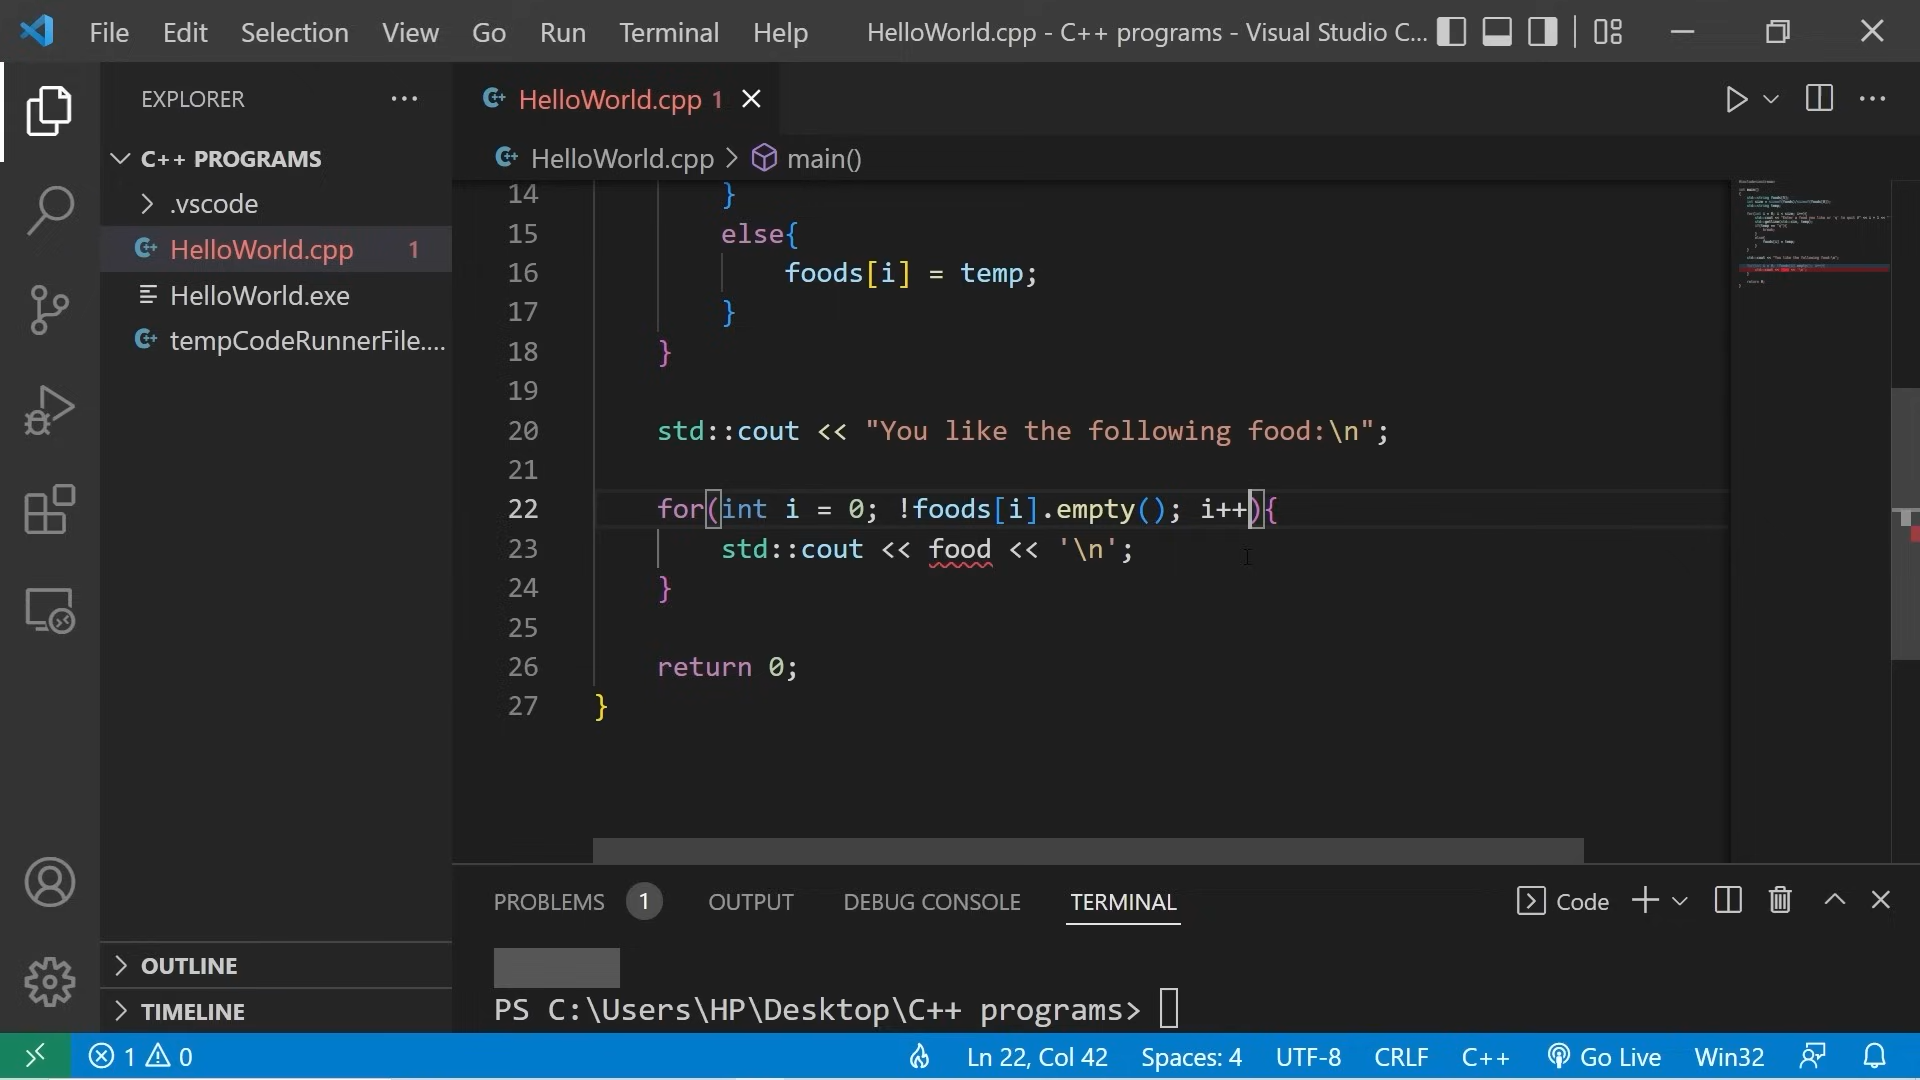 File Edit Selection View Go Run Terminal Help HelloWorld.cpp - C++ programs - Visual Studio C...
EXPLORER
C++ PROGRAMS
.vscode
HelloWorld.cpp 1
HelloWorld.exe
tempCodeRunnerFile....
OUTLINE
TIMELINE
HelloWorld.cpp 1
HelloWorld.cpp > main()
14 }
15 else{
16 foods[i] = temp;
17 }
18 }
19
20 std::cout << "You like the following food:\n";
21
22 for(int i = 0; !foods[i].empty(); i++){
23 std::cout << food << '\n';
24 }
25
26 return 0;
27 }
PROBLEMS 1 OUTPUT DEBUG CONSOLE TERMINAL Code
PS C:\Users\HP\Desktop\C++ programs>
1 0 Ln 22, Col 42 Spaces: 4 UTF-8 CRLF C++ Go Live Win32